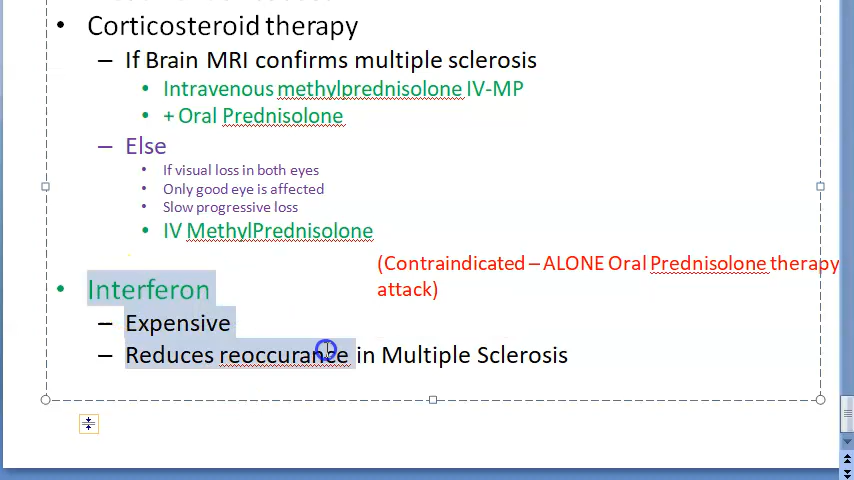 • Corticosteroid therapy
– If Brain MRI confirms multiple sclerosis
• Intravenous methylprednisolone IV-MP
• + Oral Prednisolone
– Else
• If visual loss in both eyes
• Only good eye is affected
• Slow progressive loss
• IV MethylPrednisolone
(Contraindicated – ALONE Oral Prednisolone therapy
attack)
• Interferon
– Expensive
– Reduces reoccurance in Multiple Sclerosis